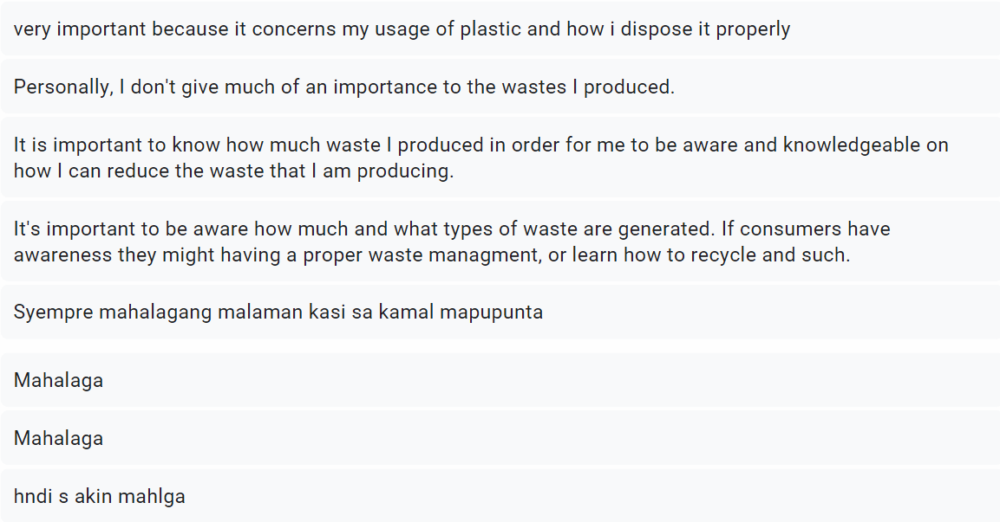 very important because it concerns my usage of plastic and how i dispose it properly
Personally, I don't give much of an importance to the wastes I produced.
It is important to know how much waste I produced in order for me to be aware and knowledgeable on
how I can reduce the waste that I am producing.
It's important to be aware how much and what types of waste are generated. If consumers have
awareness they might having a proper waste managment, or learn how to recycle and such.
Syempre mahalagang malaman kasi sa kamal mapupunta
Mahalaga
Mahalaga
hndi s akin mahlga